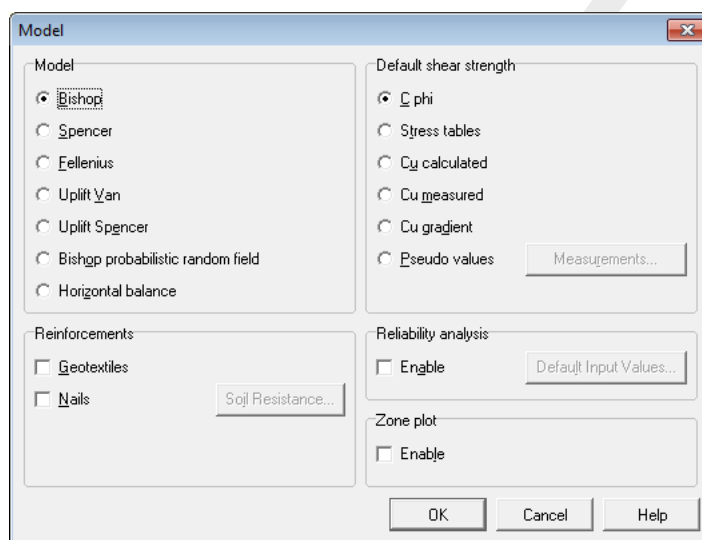 Model
Model
Bishop
Spencer
Fellenius
Uplift Van
Uplift Spencer
Bishop probabilistic random field
Horizontal balance
Default shear strength
C phi
Stress tables
Cu calculated
Cu measured
Cu gradient
Pseudo values
Measurements...
Reinforcements
Geotextiles
Nails
Soil Resistance...
Reliability analysis
Enable
Default Input Values...
Zone plot
Enable
OK
Cancel
Help